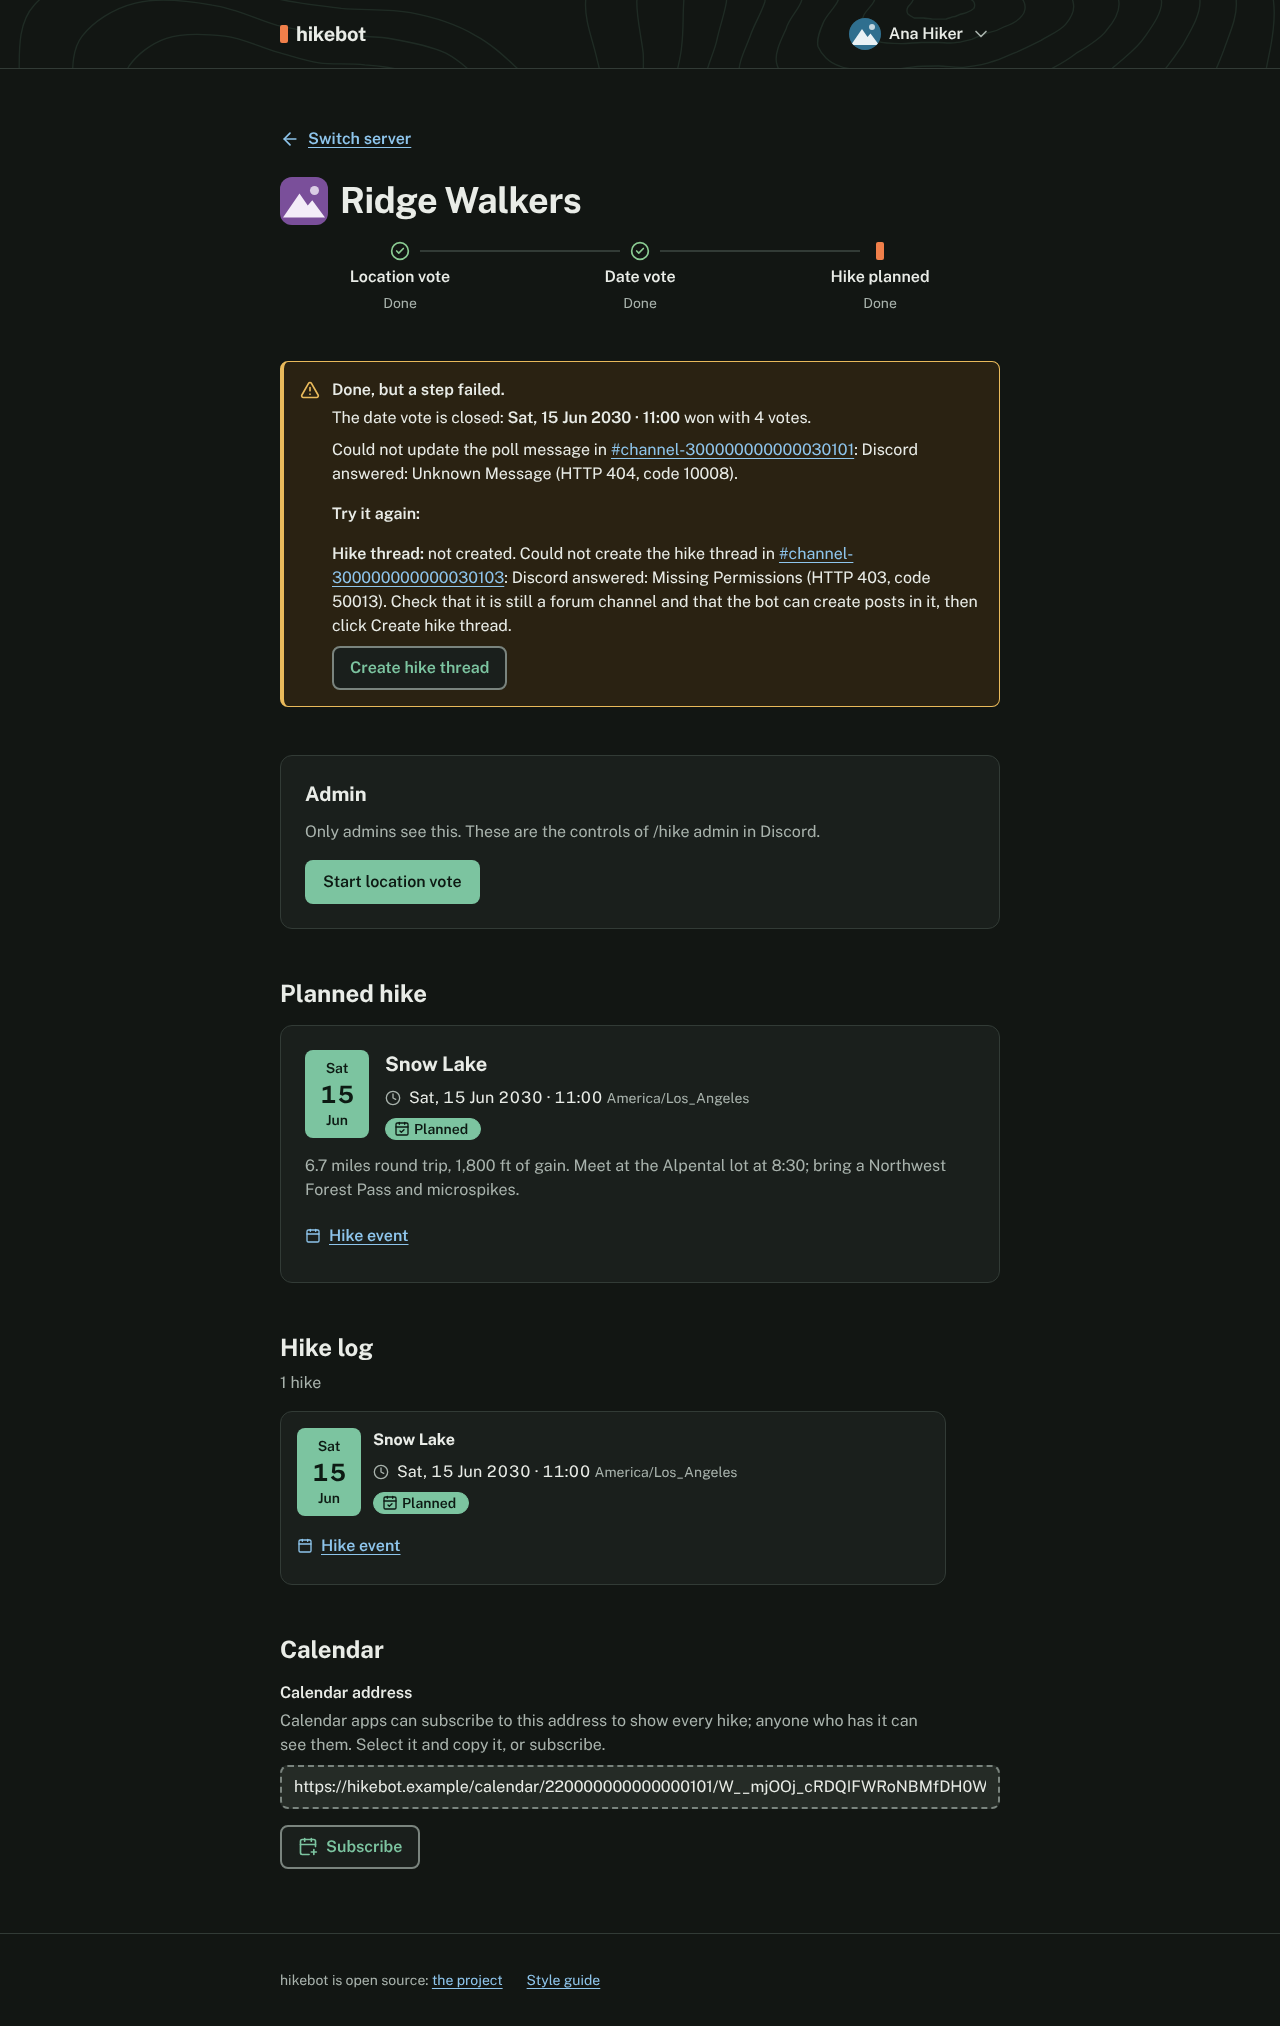 hikebot
Ana Hiker
Switch server
Ridge Walkers
Location vote
Done
Date vote
Done
Hike planned
Done
Done, but a step failed.
The date vote is closed: Sat, 15 Jun 2030 · 11:00 won with 4 votes.
Could not update the poll message in #channel-300000000000030101: Discord
answered: Unknown Message (HTTP 404, code 10008).
Try it again:
Hike thread: not created. Could not create the hike thread in #channel-
300000000000030103: Discord answered: Missing Permissions (HTTP 403, code
50013). Check that it is still a forum channel and that the bot can create posts in it, then
click Create hike thread.
Create hike thread
Admin
Only admins see this. These are the controls of /hike admin in Discord.
Start location vote
Planned hike
Sat
15
Jun
Snow Lake
Sat, 15 Jun 2030 · 11:00 America/Los_Angeles
Planned
6.7 miles round trip, 1,800 ft of gain. Meet at the Alpental lot at 8:30; bring a Northwest
Forest Pass and microspikes.
Hike event
Hike log
1 hike
Sat
15
Jun
Snow Lake
Sat, 15 Jun 2030 · 11:00 America/Los_Angeles
Planned
Hike event
Calendar
Calendar address
Calendar apps can subscribe to this address to show every hike; anyone who has it can
see them. Select it and copy it, or subscribe.
https://hikebot.example/calendar/220000000000000101/W__mjOOj_cRDQIFWRoNBMfDH0W
Subscribe
hikebot is open source: the project
Style guide